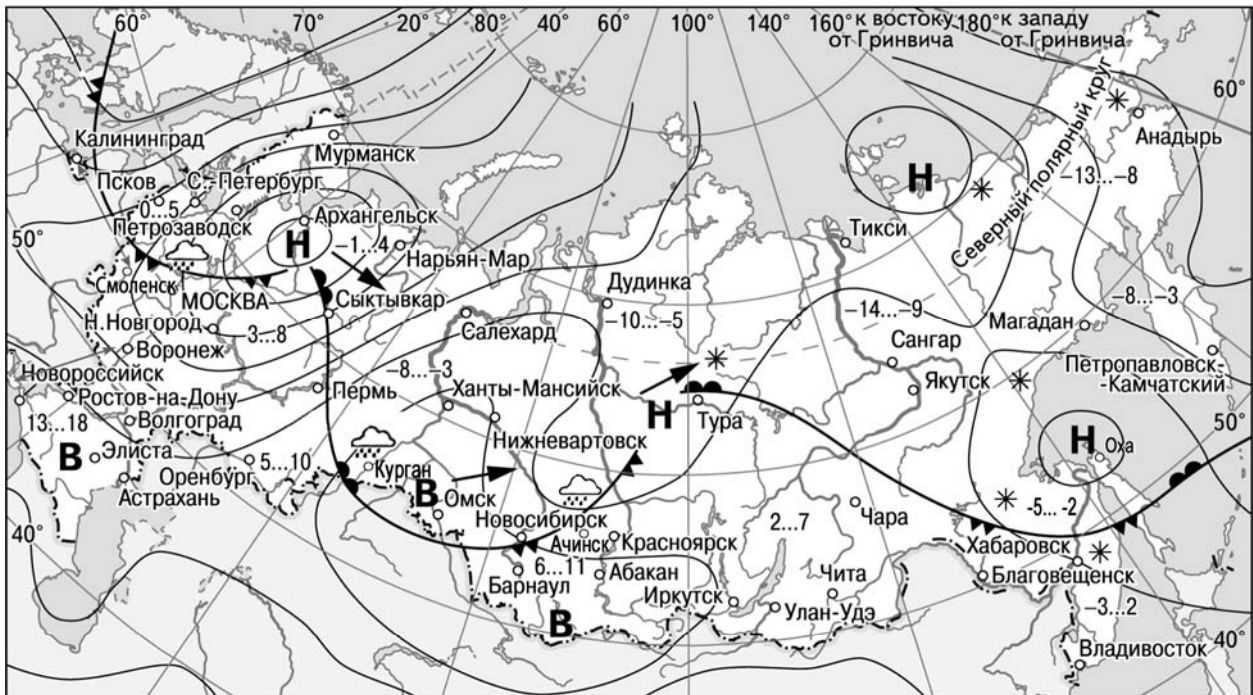 60° 70° 20° 80° 40° 60° 100° 140° 160° к востоку 180° к западу
от Гринвича от Гринвича
60°
Северный полярный круг
Калининград
Мурманск
Анадырь
Псков С.-Петербург
−13...−8
0...5
Петрозаводск
Архангельск
Н
Н
50°
−1...4
Нарьян-Мар
Тикси
Смоленск
МОСКВА
Сыктывкар
Дудинка
−10...−5
−14...−9
−8...−3
Н.Новгород
3...8
Салехард
Сангар
Магадан
Воронеж
Петропавловск-
-Камчатский
Новороссийск
Пермь
−8...−3
Ханты-Мансийск
Якутск
Ростов-на-Дону
Н
Тура
50°
13...18
Волгоград
Нижневартовск
Н
Оха
В
Элиста
Оренбург
5...10
Курган
Астрахань
В
Омск
2...7
Чара
-5... -2
40°
Новосибирск
Ачинск
Красноярск
Хабаровск
6...11
Барнаул
Абакан
Иркутск
Чита
Благовещенск
Улан-Удэ
−3...2
В
40°
Владивосток